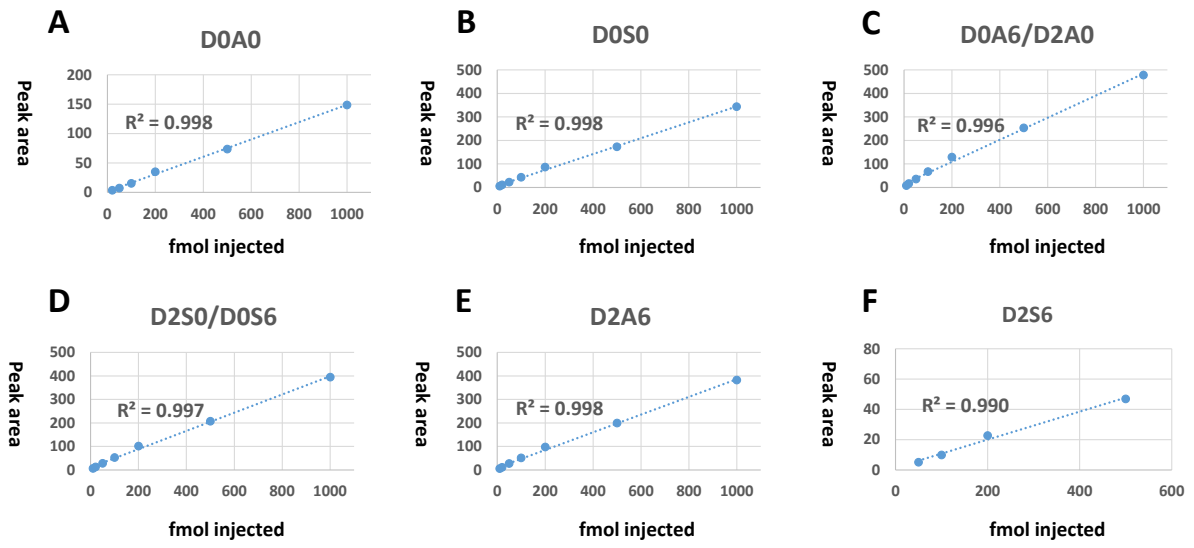 A
D0A0
Peak area
200
150
100
50
0
R² = 0.998
0 200 400 600 800 1000
fmol injected
B
D0S0
Peak area
500
400
300
200
100
0
R² = 0.998
0 200 400 600 800 1000
fmol injected
C
D0A6/D2A0
Peak area
500
400
300
200
100
0
R² = 0.996
0 200 400 600 800 1000
fmol injected
D
D2S0/D0S6
Peak area
500
400
300
200
100
0
R² = 0.997
0 200 400 600 800 1000
fmol injected
E
D2A6
Peak area
500
400
300
200
100
0
R² = 0.998
0 200 400 600 800 1000
fmol injected
F
D2S6
Peak area
80
60
40
20
0
R² = 0.990
0 200 400 600
fmol injected